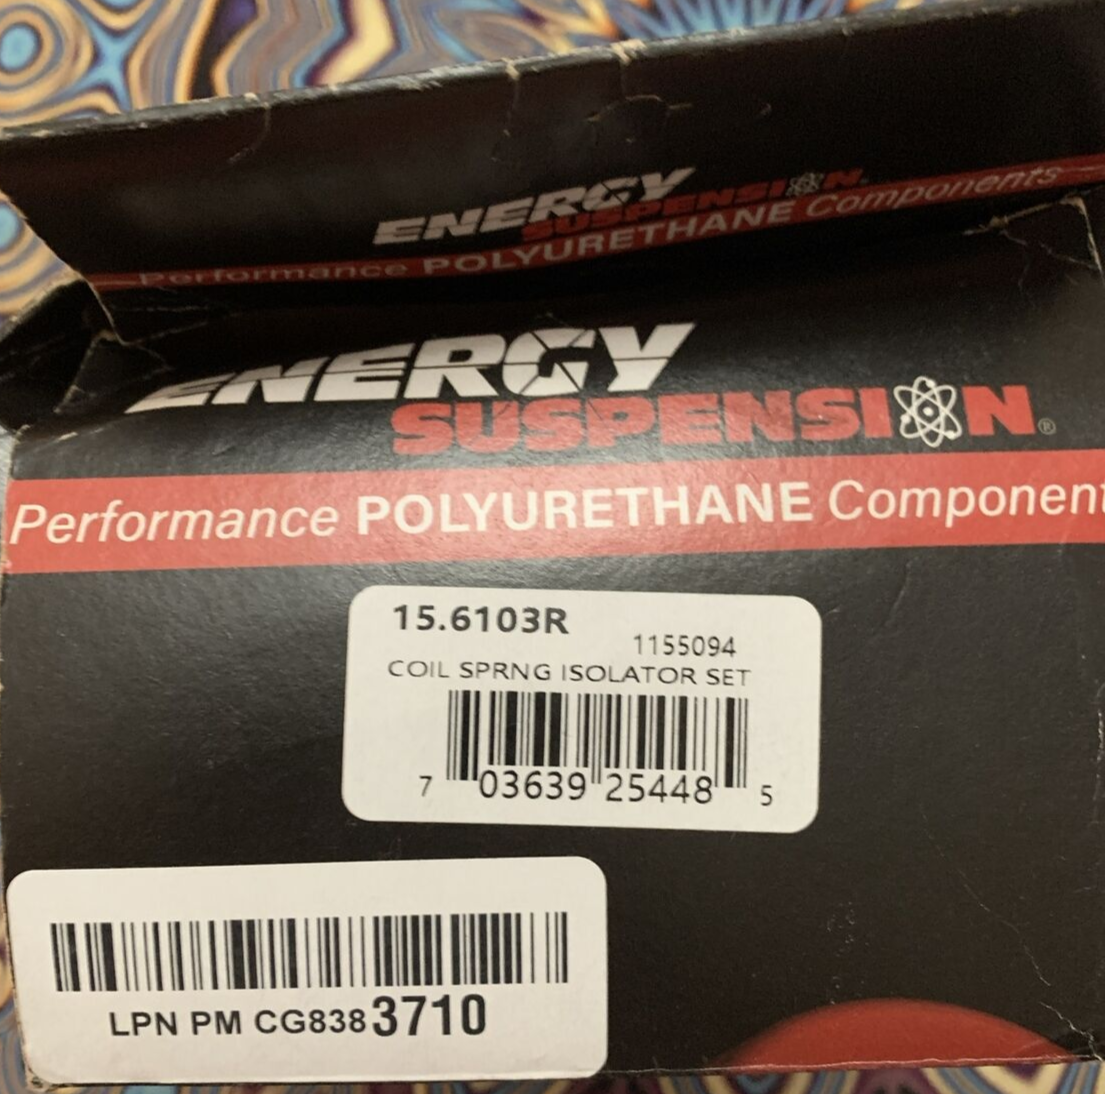 ENERGY
SUSPENSION.
Performance POLYURETHANE Components
ENERGY
SUSPENSION®
Performance POLYURETHANE Component
15.6103R
1155094
COIL SPRNG ISOLATOR SET
7 03639 25448 5
LPN PM CG8383710